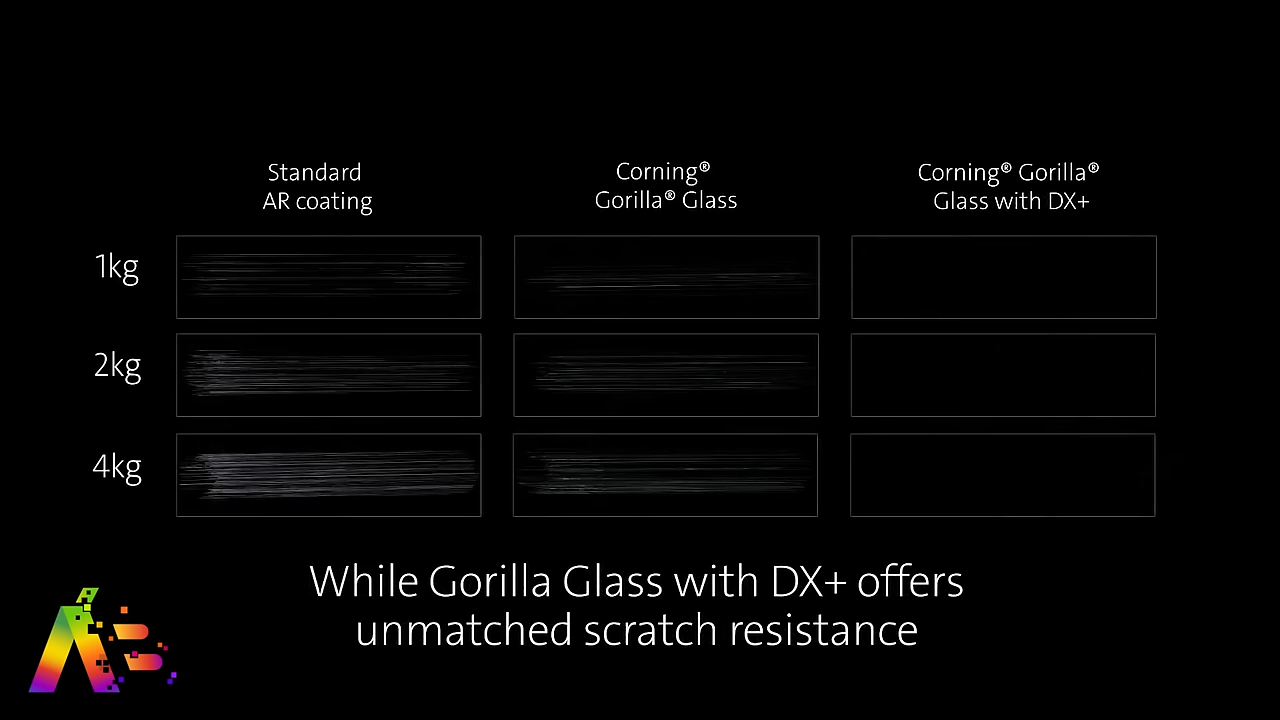 Standard
AR coating
Corning®
Gorilla® Glass
Corning® Gorilla®
Glass with DX+
1kg
2kg
4kg
While Gorilla Glass with DX+ offers
unmatched scratch resistance